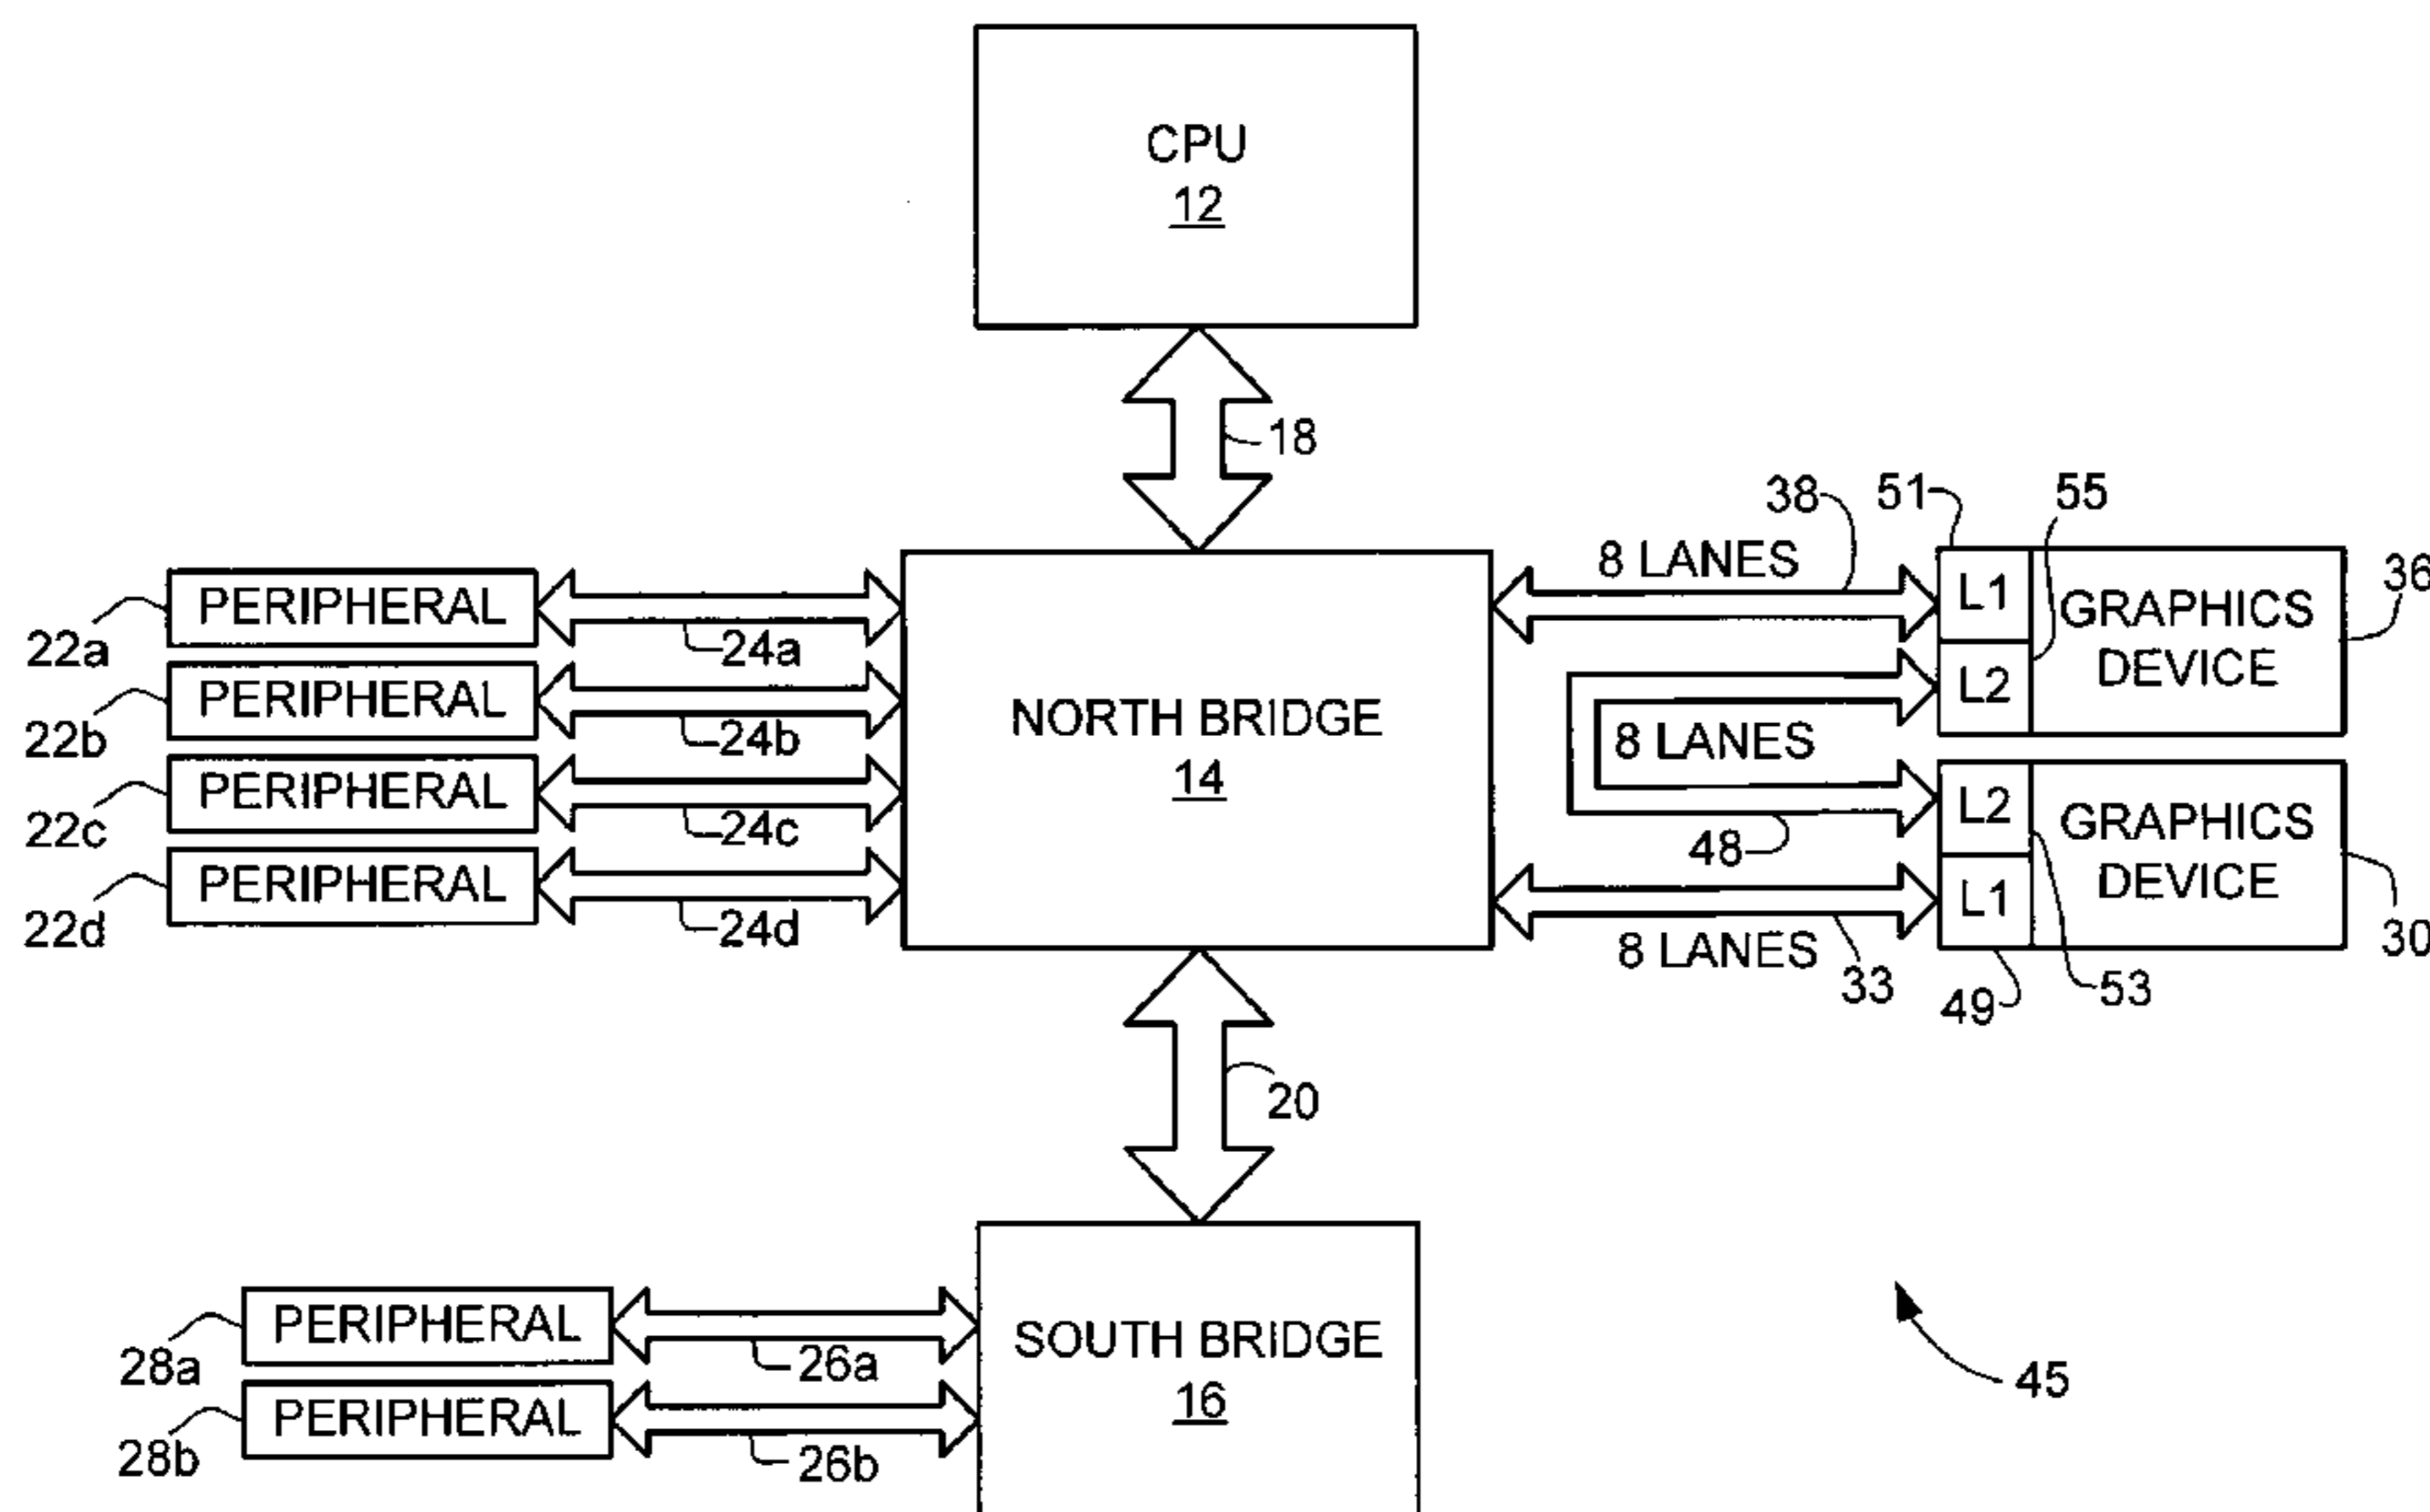 CPU
12
18
38
51
55
8 LANES
L1
GRAPHICS
DEVICE
36
L2
PERIPHERAL
22a
24a
PERIPHERAL
22b
24b
PERIPHERAL
22c
24c
PERIPHERAL
22d
24d
NORTH BRIDGE
14
8 LANES
48
L2
GRAPHICS
DEVICE
L1
30
8 LANES
33
49
53
20
PERIPHERAL
28a
26a
PERIPHERAL
28b
26b
SOUTH BRIDGE
16
45